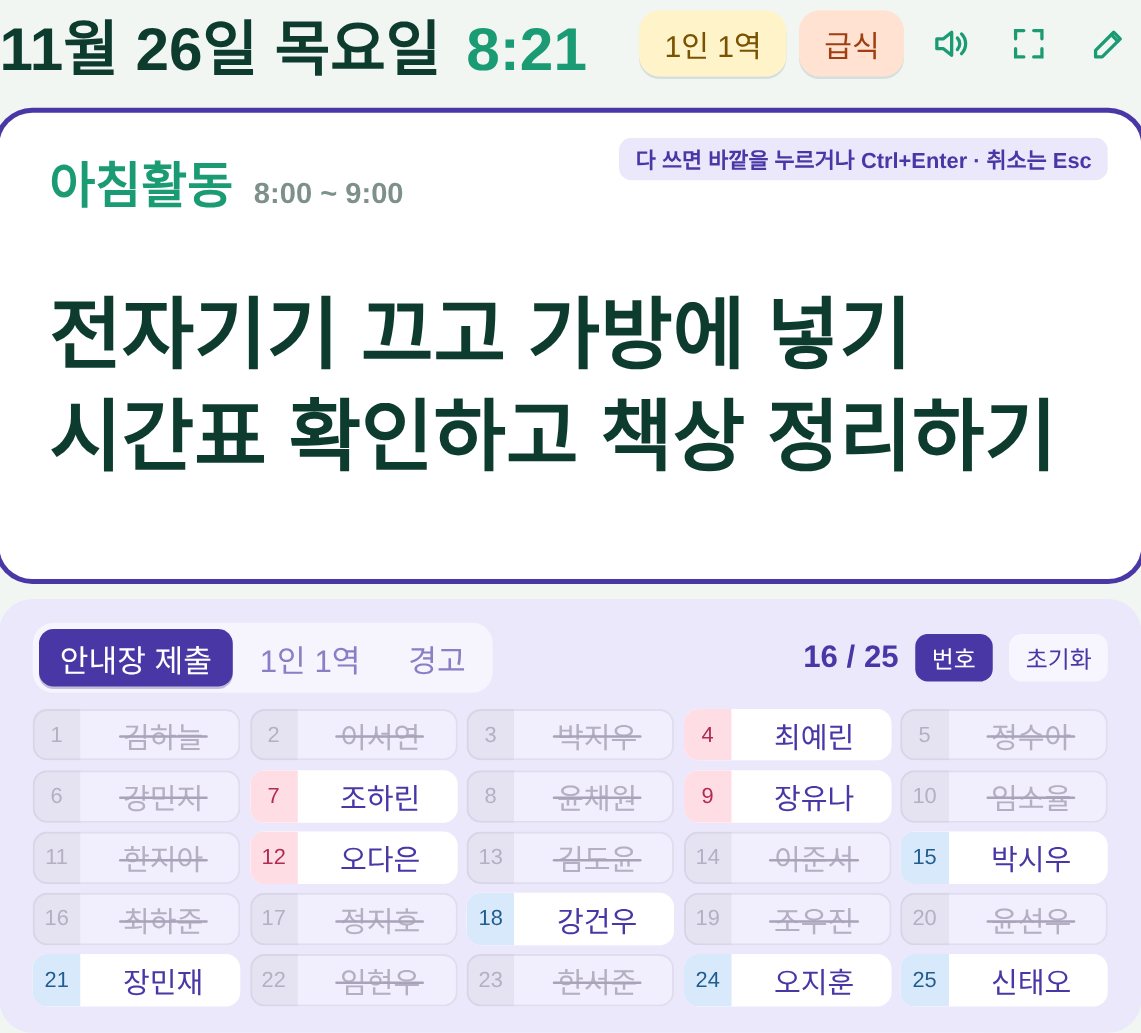 11월 26일 목요일 8:21 1인 1역 급식
다 쓰면 바깥을 누르거나 Ctrl+Enter · 취소는 Esc
아침활동 8:00 ~ 9:00
전자기기 끄고 가방에 넣기
시간표 확인하고 책상 정리하기
안내장 제출 1인 1역 경고 16 / 25 번호 초기화
1 김하늘 2 이서연 3 박지우 4 최예린 5 정수아
6 강민지 7 조하린 8 윤채원 9 장유나 10 임소율
11 한지아 12 오다은 13 김도윤 14 이준서 15 박시우
16 최하준 17 정지호 18 강건우 19 조우진 20 윤선우
21 장민재 22 임현우 23 한서준 24 오지훈 25 신태오